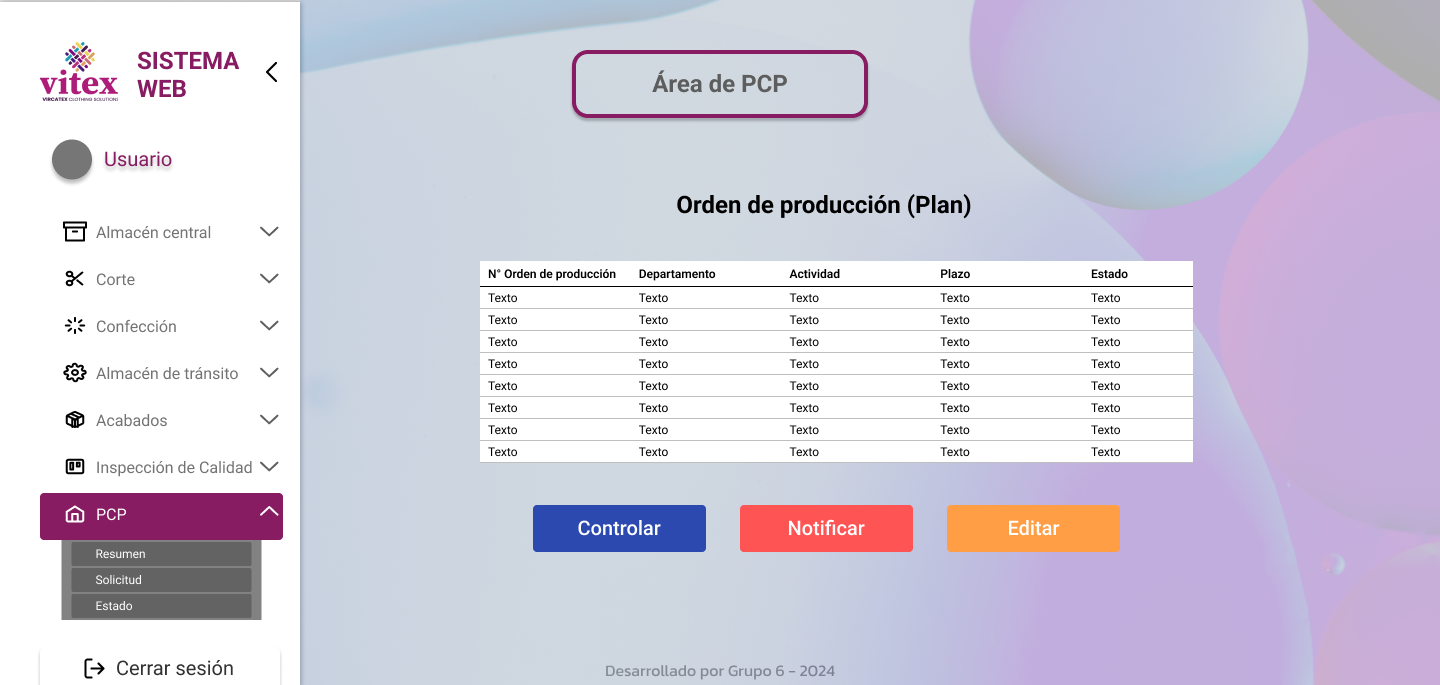 vitex
VIRCATEX CLOTHING SOLUTIONS
SISTEMA
WEB
Usuario
Almacén central
Corte
Confección
Almacén de tránsito
Acabados
Inspección de Calidad
PCP
Resumen
Solicitud
Estado
Cerrar sesión
Área de PCP
Orden de producción (Plan)
N° Orden de producción Departamento Actividad Plazo Estado
Texto Texto Texto Texto Texto
Texto Texto Texto Texto Texto
Texto Texto Texto Texto Texto
Texto Texto Texto Texto Texto
Texto Texto Texto Texto Texto
Texto Texto Texto Texto Texto
Texto Texto Texto Texto Texto
Texto Texto Texto Texto Texto
Controlar Notificar Editar
Desarrollado por Grupo 6 - 2024